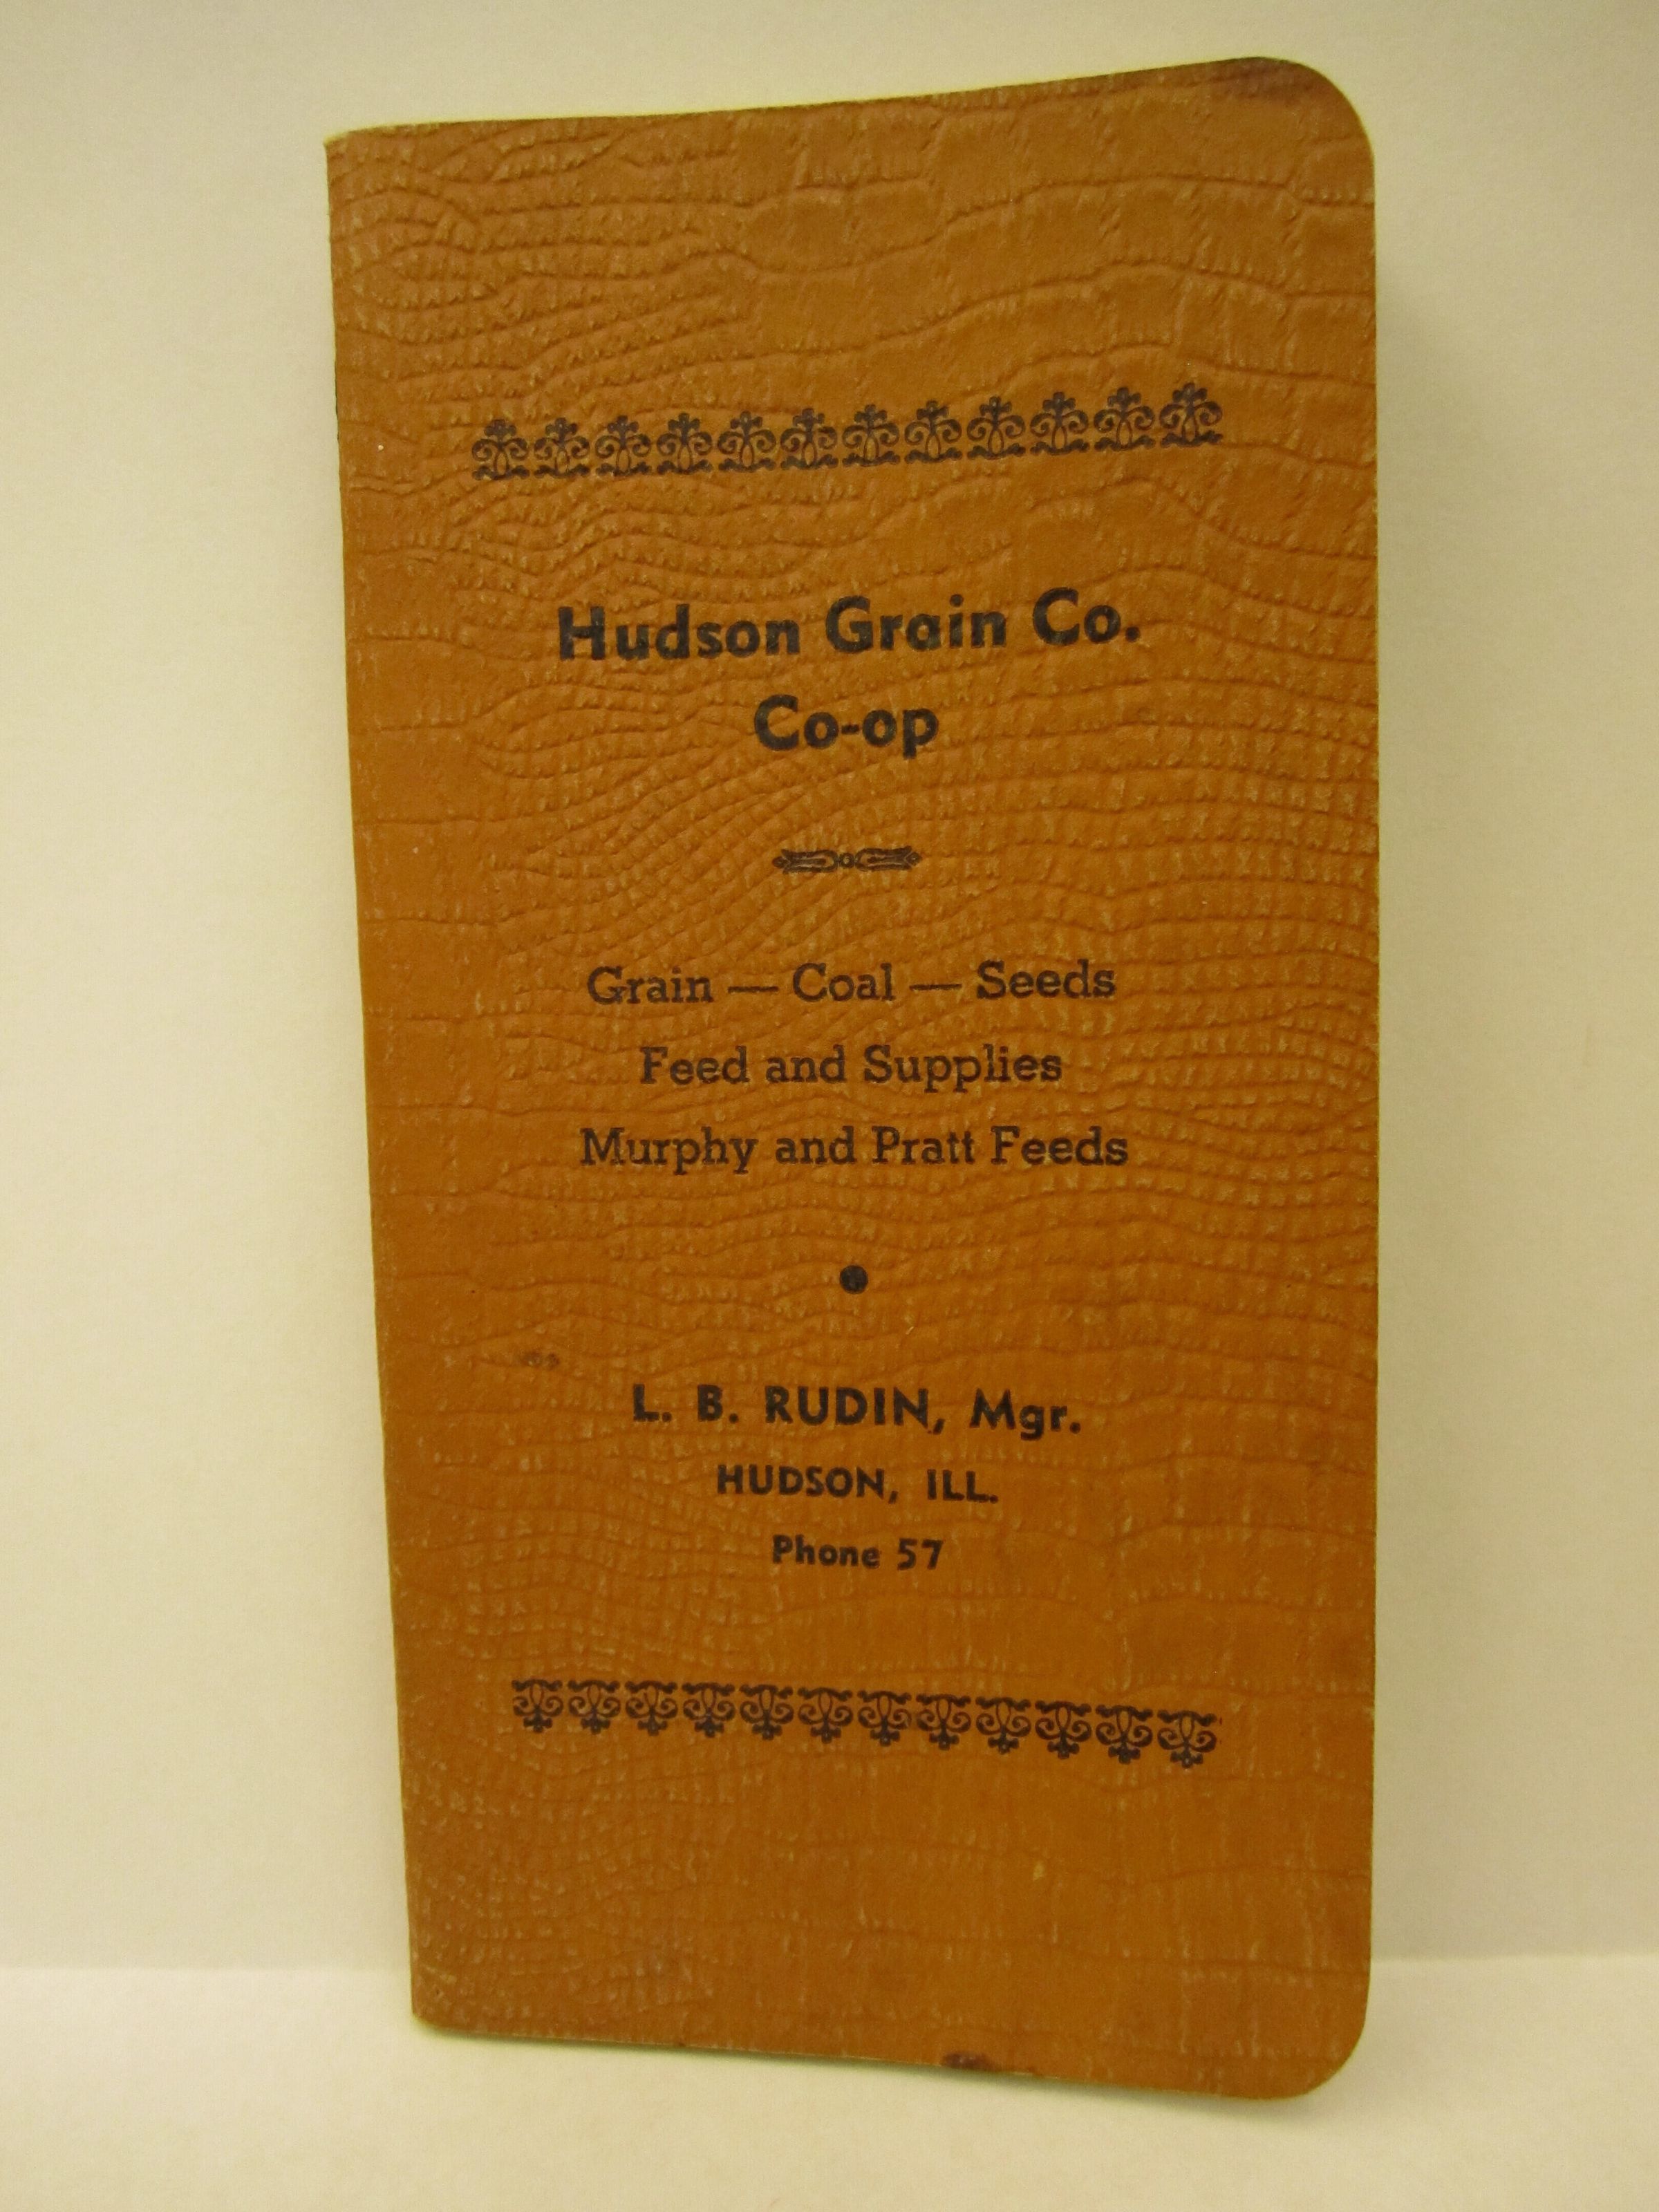 Hudson Grain Co.
Co-op
Grain — Coal — Seeds
Feed and Supplies
Murphy and Pratt Feeds
L. B. RUDIN, Mgr.
HUDSON, ILL.
Phone 57